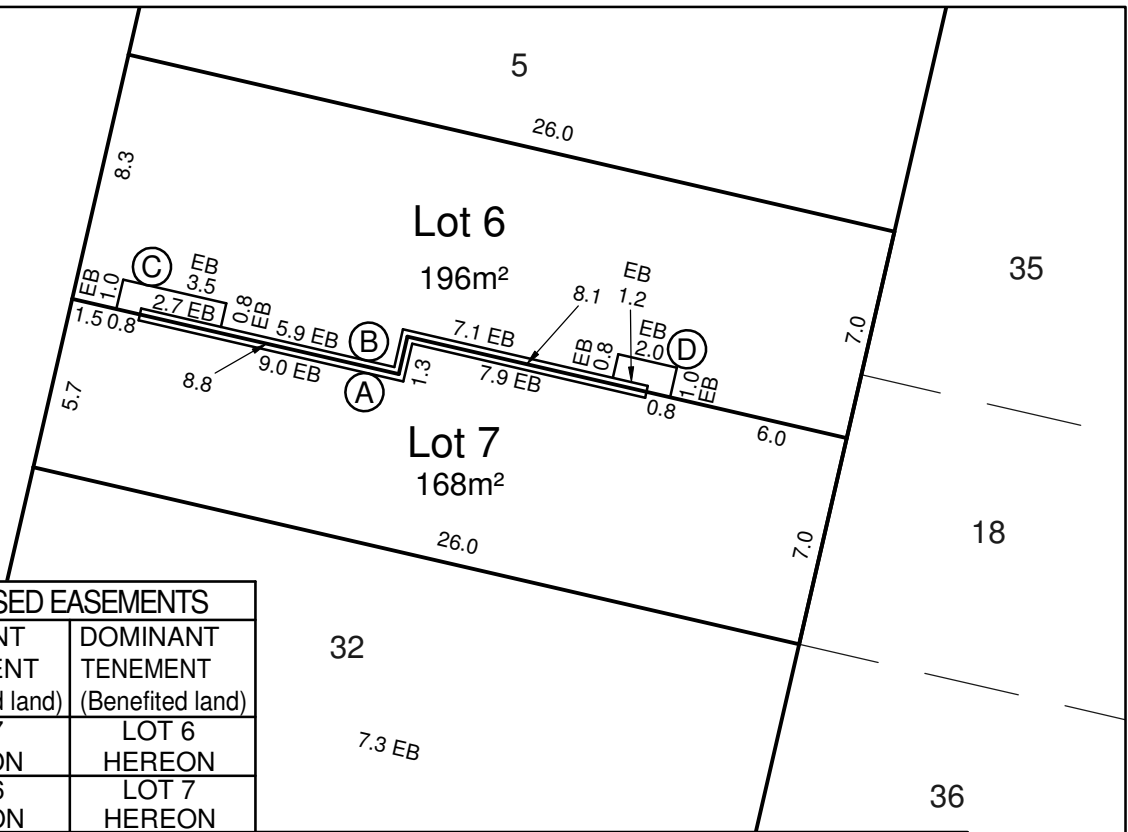 5
26.0
8.3
Lot 6
196m²
35
C
EB
3.5
EB
1.0
2.7 EB
0.8
EB
5.9 EB
B
7.1 EB
8.1
EB
1.2
EB
2.0
D
EB
0.8
1.0
EB
7.0
1.5
0.8
8.8
9.0 EB
A
1.3
7.9 EB
0.8
6.0
5.7
Lot 7
168m²
26.0
7.0
18
SED EASEMENTS
NT
ENT
d land)
DOMINANT
TENEMENT
(Benefited land)
7
ON
LOT 6
HEREON
6
ON
LOT 7
HEREON
32
7.3 EB
36